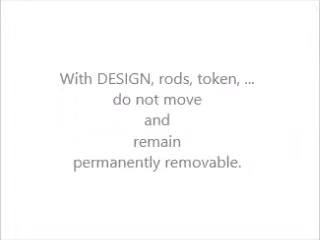 With DESIGN, rods, token, ...
do not move
and
remain
permanently removable.